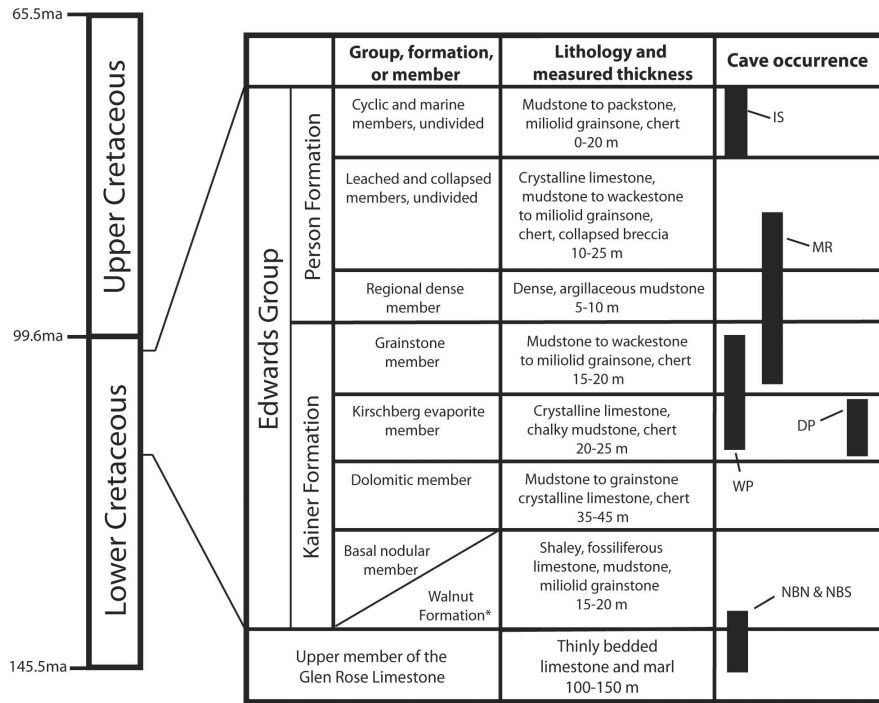 65.5ma
Upper Cretaceous
99.6ma
Lower Cretaceous
145.5ma
Group, formation,
or member
Lithology and
measured thickness
Cave occurrence
Edwards Group
Person Formation
Cyclic and marine
members, undivided
Mudstone to packstone,
miliolid grainsone, chert
0-20 m
IS
Leached and collapsed
members, undivided
Crystalline limestone,
mudstone to wackestone
to miliolid grainsone,
chert, collapsed breccia
10-25 m
MR
Regional dense
member
Dense, argillaceous mudstone
5-10 m
Kainer Formation
Grainstone
member
Mudstone to wackestone
to miliolid grainsone, chert
15-20 m
Kirschberg evaporite
member
Crystalline limestone,
chalky mudstone, chert
20-25 m
DP
WP
Dolomitic member
Mudstone to grainstone
crystalline limestone, chert
35-45 m
Basal nodular
member
Walnut
Formation*
Shaley, fossiliferous
limestone, mudstone,
miliolid grainstone
15-20 m
NBN & NBS
Upper member of the
Glen Rose Limestone
Thinly bedded
limestone and marl
100-150 m